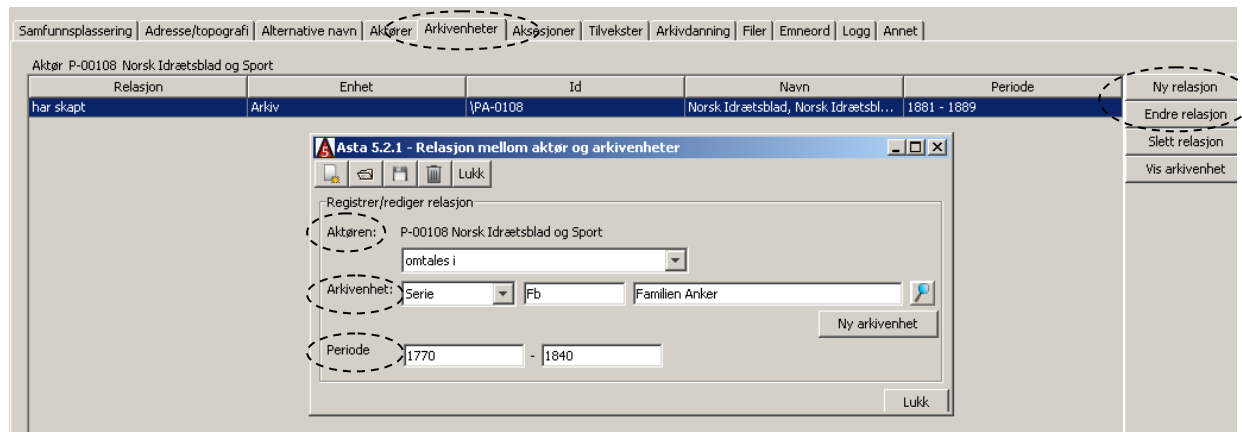 Samfunnsplassering Adresse/topografi Alternative navn Aktører Arkivenheter Aksesjoner Tilvekster Arkivdanning Filer Emneord Logg Annet
Aktør P-00108 Norsk Idrætsblad og Sport
Relasjon Enhet Id Navn Periode
har skapt Arkiv \PA-0108 Norsk Idrætsblad, Norsk Idrætsbl... 1881 - 1889
Ny relasjon
Endre relasjon
Slett relasjon
Vis arkivenhet
Asta 5.2.1 - Relasjon mellom aktør og arkivenheter
Lukk
Registrer/rediger relasjon
Aktøren: P-00108 Norsk Idrætsblad og Sport
omtales i
Arkivenhet: Serie Fb Familien Anker
Ny arkivenhet
Periode 1770 - 1840
Lukk